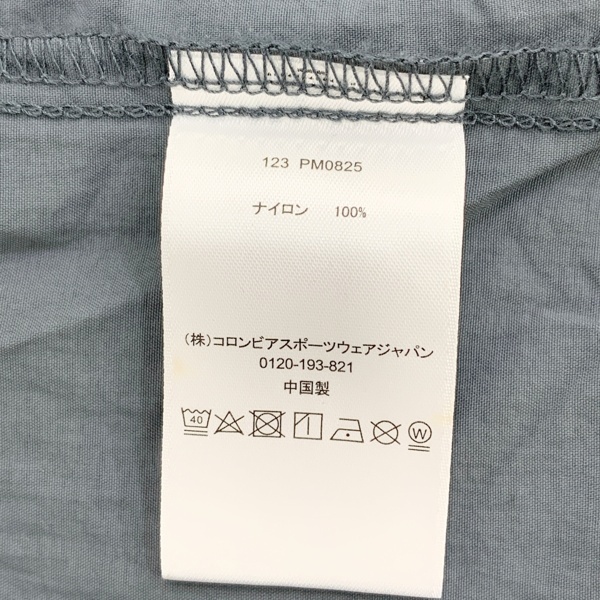 123 PM0825
ナイロン 100%
(株)コロンビアスポーツウェアジャパン
0120-193-821
中国製
40 W